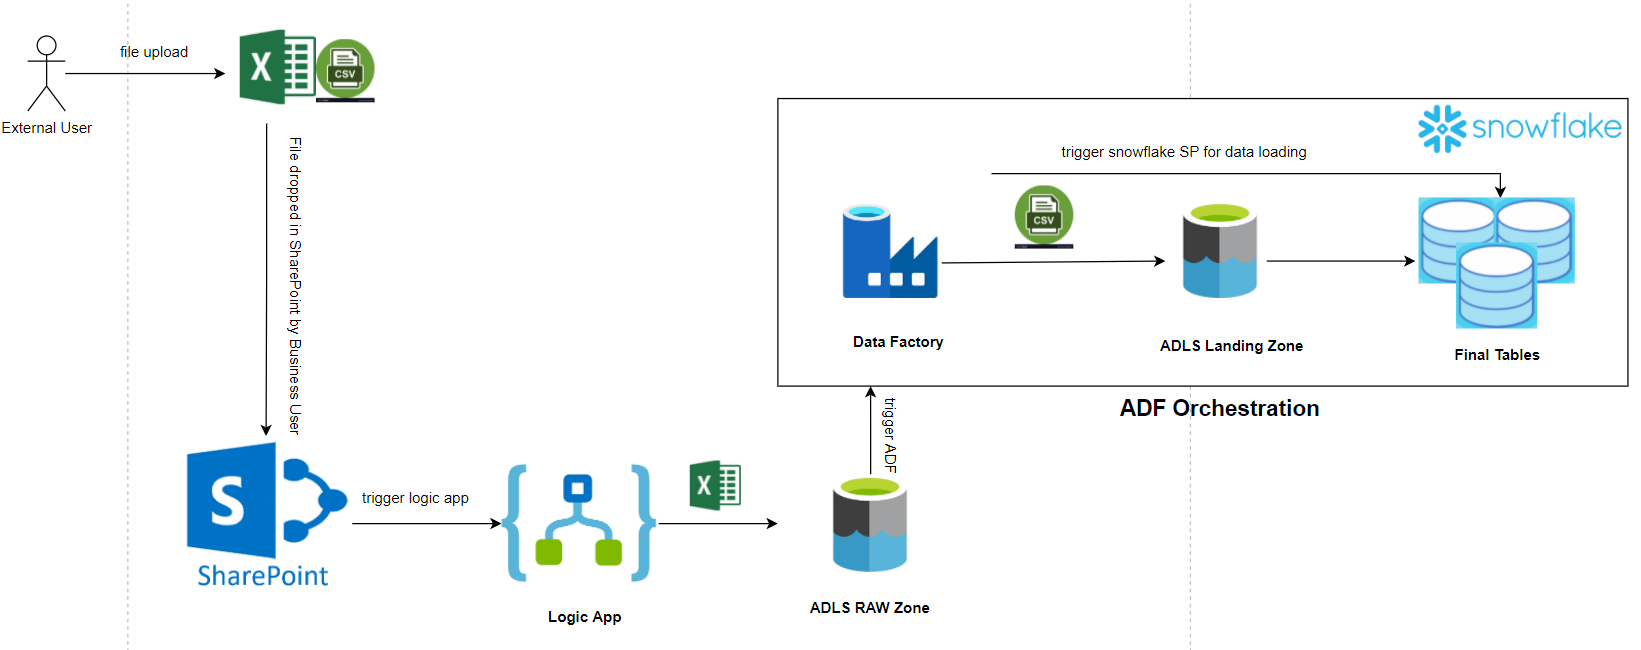 file upload
X
CSV
External User
File dropped in SharePoint by Business User
snowflake
trigger snowflake SP for data loading
CSV
Data Factory
ADLS Landing Zone
Final Tables
ADF Orchestration
trigger ADF
S
SharePoint
trigger logic app
X
Logic App
ADLS RAW Zone